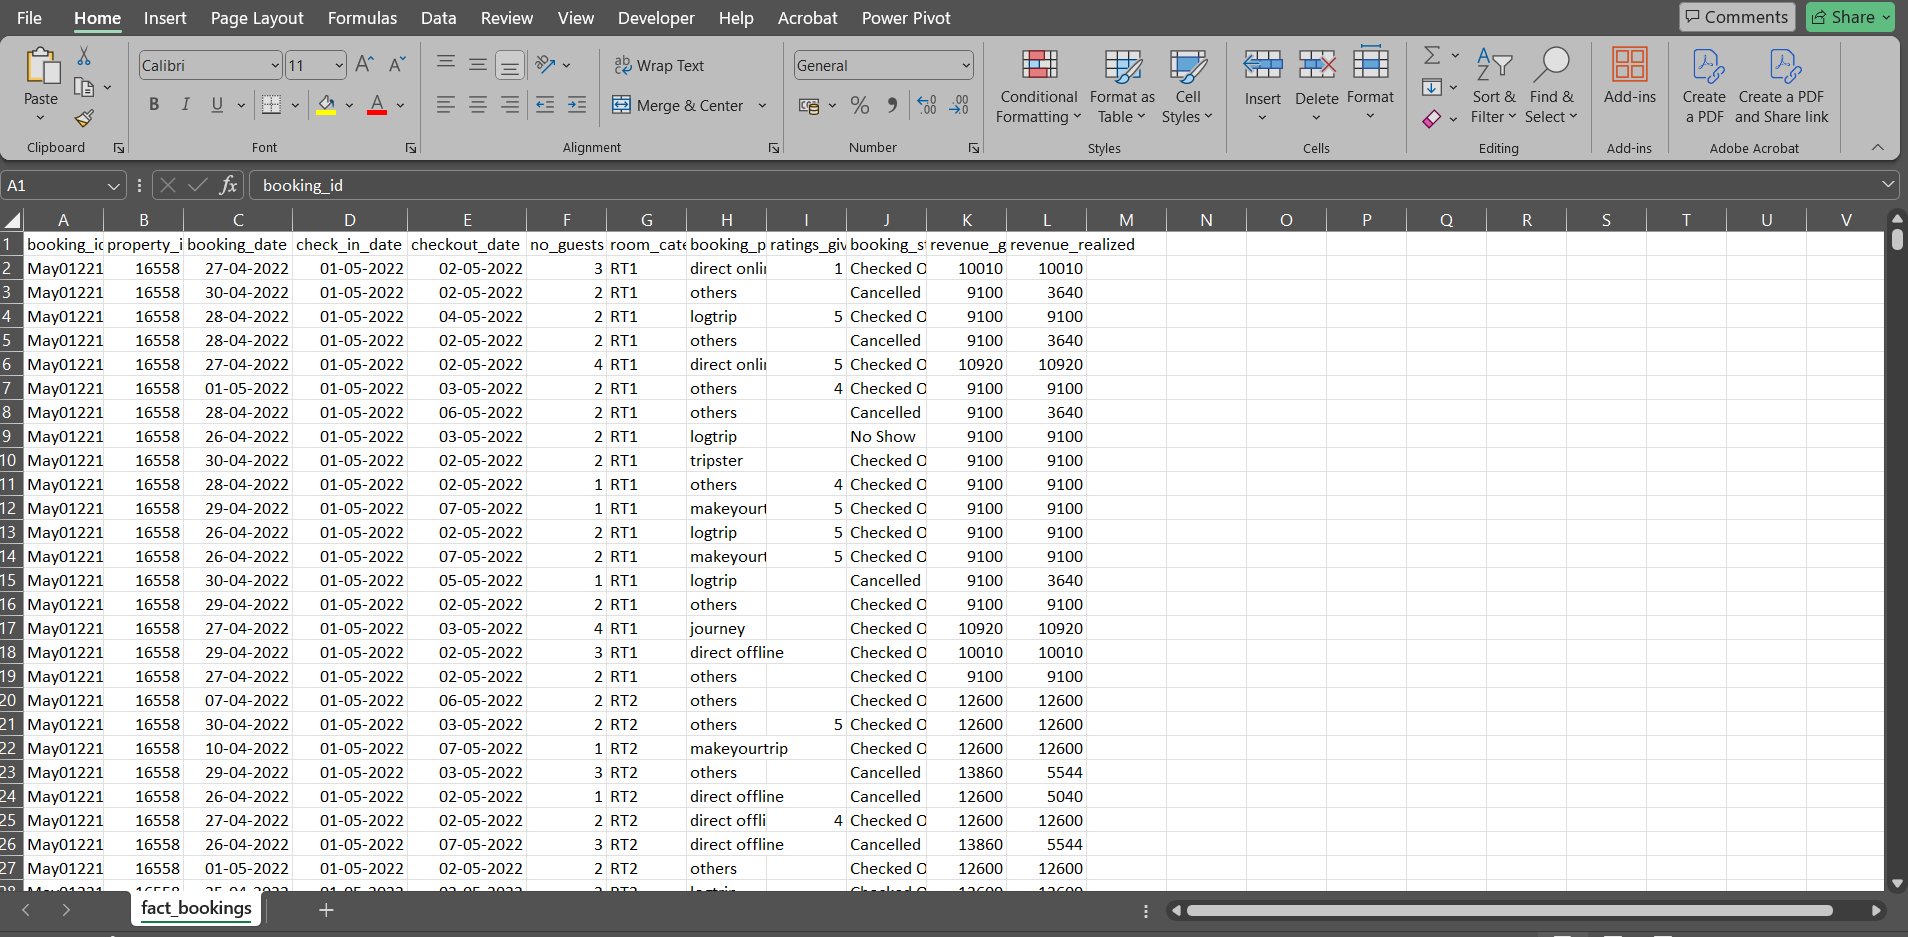 File Home Insert Page Layout Formulas Data Review View Developer Help Acrobat Power Pivot Comments Share
Calibri 11 ab Wrap Text General
Paste Conditional Formatting Format as Table Cell Styles Insert Delete Format Sort & Filter Find & Select Add-ins Create a PDF Create a PDF and Share link
B I U A Merge & Center % 9
Clipboard Font Alignment Number Styles Cells Editing Add-ins Adobe Acrobat
A1 fx booking_id
A B C D E F G H I J K L M N O P Q R S T U V
1 booking_ic property_i booking_date check_in_date checkout_date no_guests room_cate booking_p ratings_giv booking_st revenue_g revenue_realized
2 May01221 16558 27-04-2022 01-05-2022 02-05-2022 3 RT1 direct onlin 1 Checked O 10010 10010
3 May01221 16558 30-04-2022 01-05-2022 02-05-2022 2 RT1 others Cancelled 9100 3640
4 May01221 16558 28-04-2022 01-05-2022 04-05-2022 2 RT1 logtrip 5 Checked O 9100 9100
5 May01221 16558 28-04-2022 01-05-2022 02-05-2022 2 RT1 others Cancelled 9100 3640
6 May01221 16558 27-04-2022 01-05-2022 02-05-2022 4 RT1 direct onlin 5 Checked O 10920 10920
7 May01221 16558 01-05-2022 01-05-2022 03-05-2022 2 RT1 others 4 Checked O 9100 9100
8 May01221 16558 28-04-2022 01-05-2022 06-05-2022 2 RT1 others Cancelled 9100 3640
9 May01221 16558 26-04-2022 01-05-2022 03-05-2022 2 RT1 logtrip No Show 9100 9100
10 May01221 16558 30-04-2022 01-05-2022 02-05-2022 2 RT1 tripster Checked O 9100 9100
11 May01221 16558 28-04-2022 01-05-2022 02-05-2022 1 RT1 others 4 Checked O 9100 9100
12 May01221 16558 29-04-2022 01-05-2022 07-05-2022 1 RT1 makeyourt 5 Checked O 9100 9100
13 May01221 16558 26-04-2022 01-05-2022 02-05-2022 2 RT1 logtrip 5 Checked O 9100 9100
14 May01221 16558 26-04-2022 01-05-2022 07-05-2022 2 RT1 makeyourt 5 Checked O 9100 9100
15 May01221 16558 30-04-2022 01-05-2022 05-05-2022 1 RT1 logtrip Cancelled 9100 3640
16 May01221 16558 29-04-2022 01-05-2022 02-05-2022 2 RT1 others Checked O 9100 9100
17 May01221 16558 27-04-2022 01-05-2022 03-05-2022 4 RT1 journey Checked O 10920 10920
18 May01221 16558 29-04-2022 01-05-2022 02-05-2022 3 RT1 direct offline Checked O 10010 10010
19 May01221 16558 27-04-2022 01-05-2022 02-05-2022 2 RT1 others Checked O 9100 9100
20 May01221 16558 07-04-2022 01-05-2022 06-05-2022 2 RT2 others Checked O 12600 12600
21 May01221 16558 30-04-2022 01-05-2022 03-05-2022 2 RT2 others 5 Checked O 12600 12600
22 May01221 16558 10-04-2022 01-05-2022 07-05-2022 1 RT2 makeyourtrip Checked O 12600 12600
23 May01221 16558 29-04-2022 01-05-2022 03-05-2022 3 RT2 others Cancelled 13860 5544
24 May01221 16558 26-04-2022 01-05-2022 02-05-2022 1 RT2 direct offline Cancelled 12600 5040
25 May01221 16558 27-04-2022 01-05-2022 02-05-2022 2 RT2 direct offli 4 Checked O 12600 12600
26 May01221 16558 26-04-2022 01-05-2022 07-05-2022 3 RT2 direct offline Cancelled 13860 5544
27 May01221 16558 01-05-2022 01-05-2022 02-05-2022 2 RT2 others Checked O 12600 12600
fact_bookings